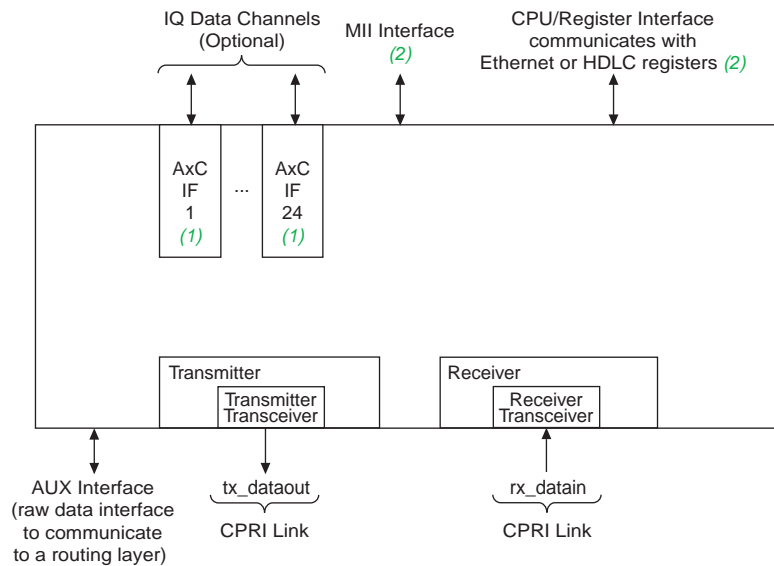 IQ Data Channels
(Optional)
MII Interface
(2)
CPU/Register Interface
communicates with
Ethernet or HDLC registers (2)
AxC
IF
1
(1)
...
AxC
IF
24
(1)
Transmitter
Transmitter
Transceiver
Receiver
Receiver
Transceiver
AUX Interface
(raw data interface
to communicate
to a routing layer)
tx_dataout
CPRI Link
rx_datain
CPRI Link